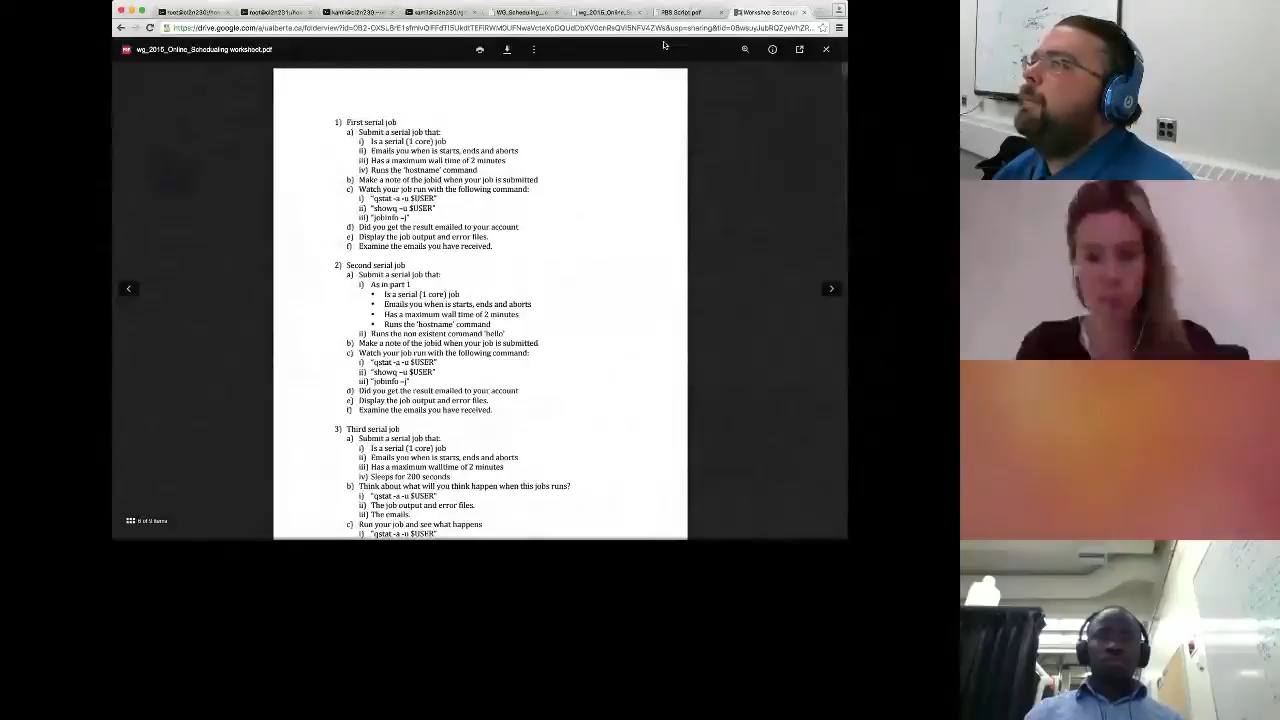 PBS Script.pdf
wg_2015_Online_Scheduling worksheet.pdf
1) First serial job
a) Submit a serial job that:
i) Is a serial (1 core) job
ii) Emails you when is starts, ends and aborts
iii) Has a maximum wall time of 2 minutes
iv) Runs the 'hostname' command
b) Make a note of the jobid when your job is submitted
c) Watch your job run with the following command:
i) "qstat -a -u $USER"
ii) "showq -u $USER"
iii) "jobinfo -j"
d) Did you get the result emailed to your account
e) Display the job output and error files.
f) Examine the emails you have received.
2) Second serial job
a) Submit a serial job that:
i) As in part 1
• Is a serial (1 core) job
• Emails you when is starts, ends and aborts
• Has a maximum wall time of 2 minutes
• Runs the 'hostname' command
ii) Runs the non existent command 'hello'
b) Make a note of the jobid when your job is submitted
c) Watch your job run with the following command:
i) "qstat -a -u $USER"
ii) "showq -u $USER"
iii) "jobinfo -j"
d) Did you get the result emailed to your account
e) Display the job output and error files.
f) Examine the emails you have received.
3) Third serial job
a) Submit a serial job that:
i) Is a serial (1 core) job
ii) Emails you when is starts, ends and aborts
iii) Has a maximum walltime of 2 minutes
iv) Sleeps for 200 seconds
b) Think about what will you think happen when this jobs runs?
i) "qstat -a -u $USER"
ii) The job output and error files.
iii) The emails.
c) Run your job and see what happens
i) "qstat -a -u $USER"
6 of 9 items